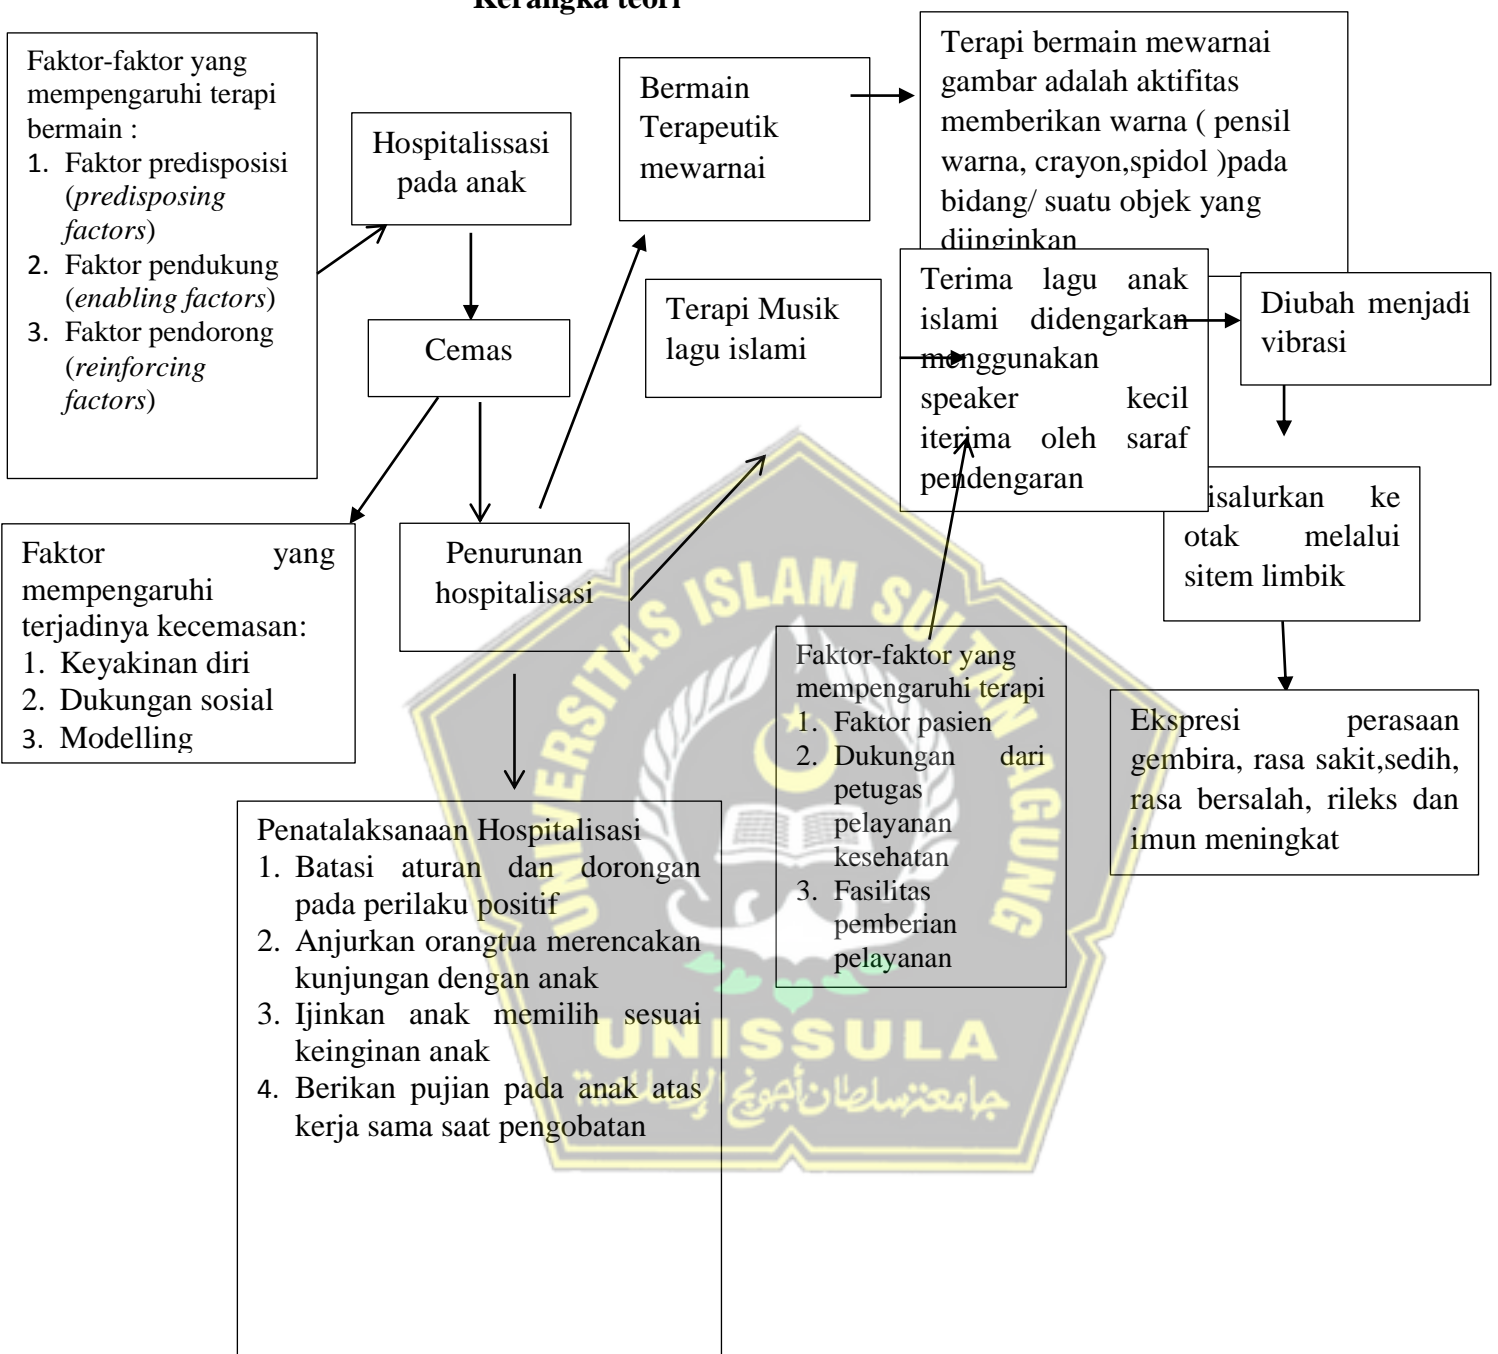 Kerangka teori
Faktor-faktor yang
mempengaruhi terapi
bermain :
1. Faktor predisposisi
(predisposing
factors)
2. Faktor pendukung
(enabling factors)
3. Faktor pendorong
(reinforcing
factors)
Hospitalissasi
pada anak
Bermain
Terapeutik
mewarnai
Terapi bermain mewarnai
gambar adalah aktifitas
memberikan warna ( pensil
warna, crayon,spidol )pada
bidang/ suatu objek yang
diinginkan
Cemas
Terapi Musik
lagu islami
Terima lagu anak
islami didengarkan
menggunakan
speaker kecil
iterima oleh saraf
pendengaran
Diubah menjadi
vibrasi
isalurkan ke
otak melalui
sitem limbik
Faktor yang
mempengaruhi
terjadinya kecemasan:
1. Keyakinan diri
2. Dukungan sosial
3. Modelling
Penurunan
hospitalisasi
Faktor-faktor yang
mempengaruhi terapi
1. Faktor pasien
2. Dukungan dari
petugas
pelayanan
kesehatan
3. Fasilitas
pemberian
pelayanan
Ekspresi perasaan
gembira, rasa sakit,sedih,
rasa bersalah, rileks dan
imun meningkat
Penatalaksanaan Hospitalisasi
1. Batasi aturan dan dorongan
pada perilaku positif
2. Anjurkan orangtua merencakan
kunjungan dengan anak
3. Ijinkan anak memilih sesuai
keinginan anak
4. Berikan pujian pada anak atas
kerja sama saat pengobatan
UNIVERSITAS ISLAM SULTAN AGUNG
UNISSULA
جامعة سلطان أجونج الإسلامية